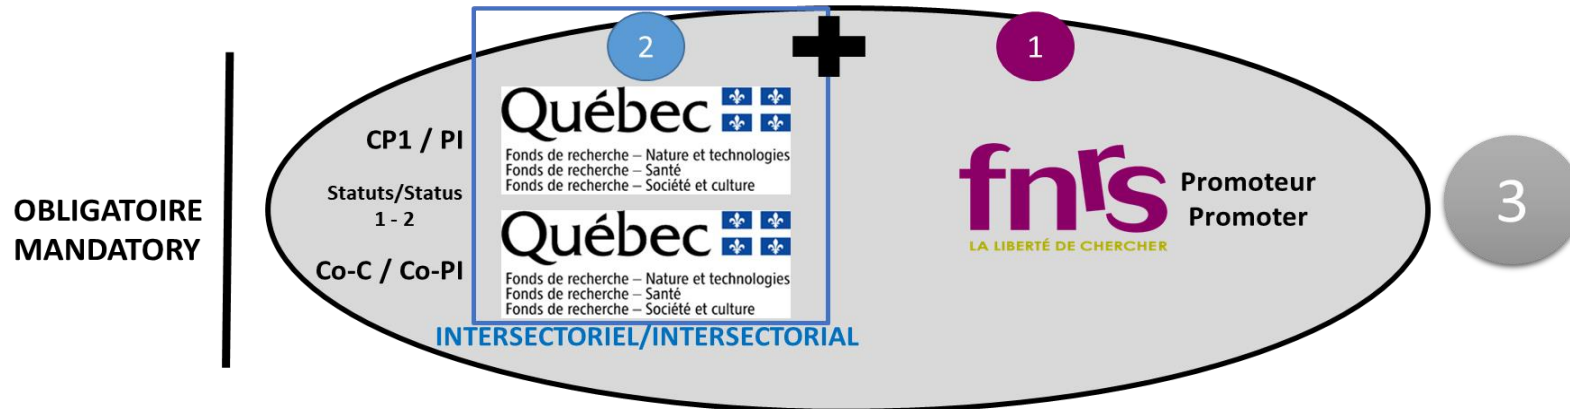 OBLIGATOIRE
MANDATORY
2
1
CP1 / PI
Statuts/Status
1 - 2
Co-C / Co-PI
Québec
Fonds de recherche – Nature et technologies
Fonds de recherche – Santé
Fonds de recherche – Société et culture
Québec
Fonds de recherche – Nature et technologies
Fonds de recherche – Santé
Fonds de recherche – Société et culture
INTERSECTORIEL/INTERSECTORIAL
fnrs
LA LIBERTÉ DE CHERCHER
Promoteur
Promoter
3